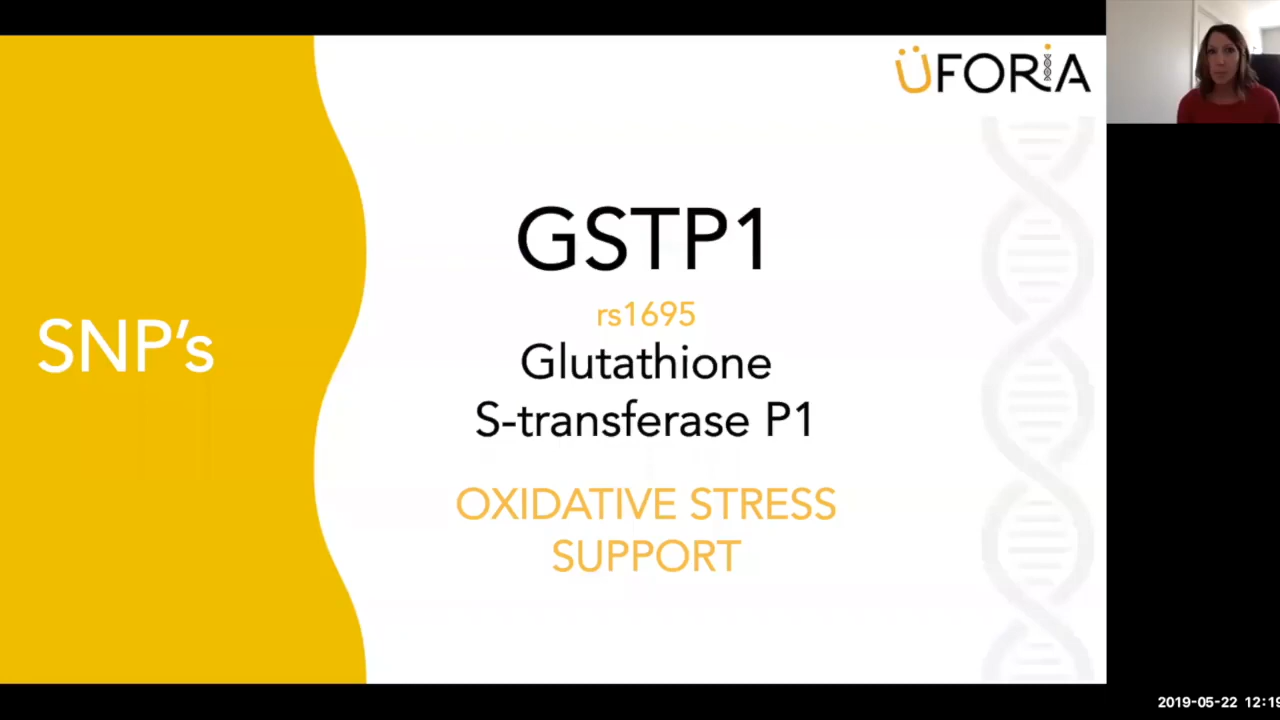 ÜFORiA
SNP's
GSTP1
rs1695
Glutathione
S-transferase P1
OXIDATIVE STRESS
SUPPORT
2019-05-22 12:19